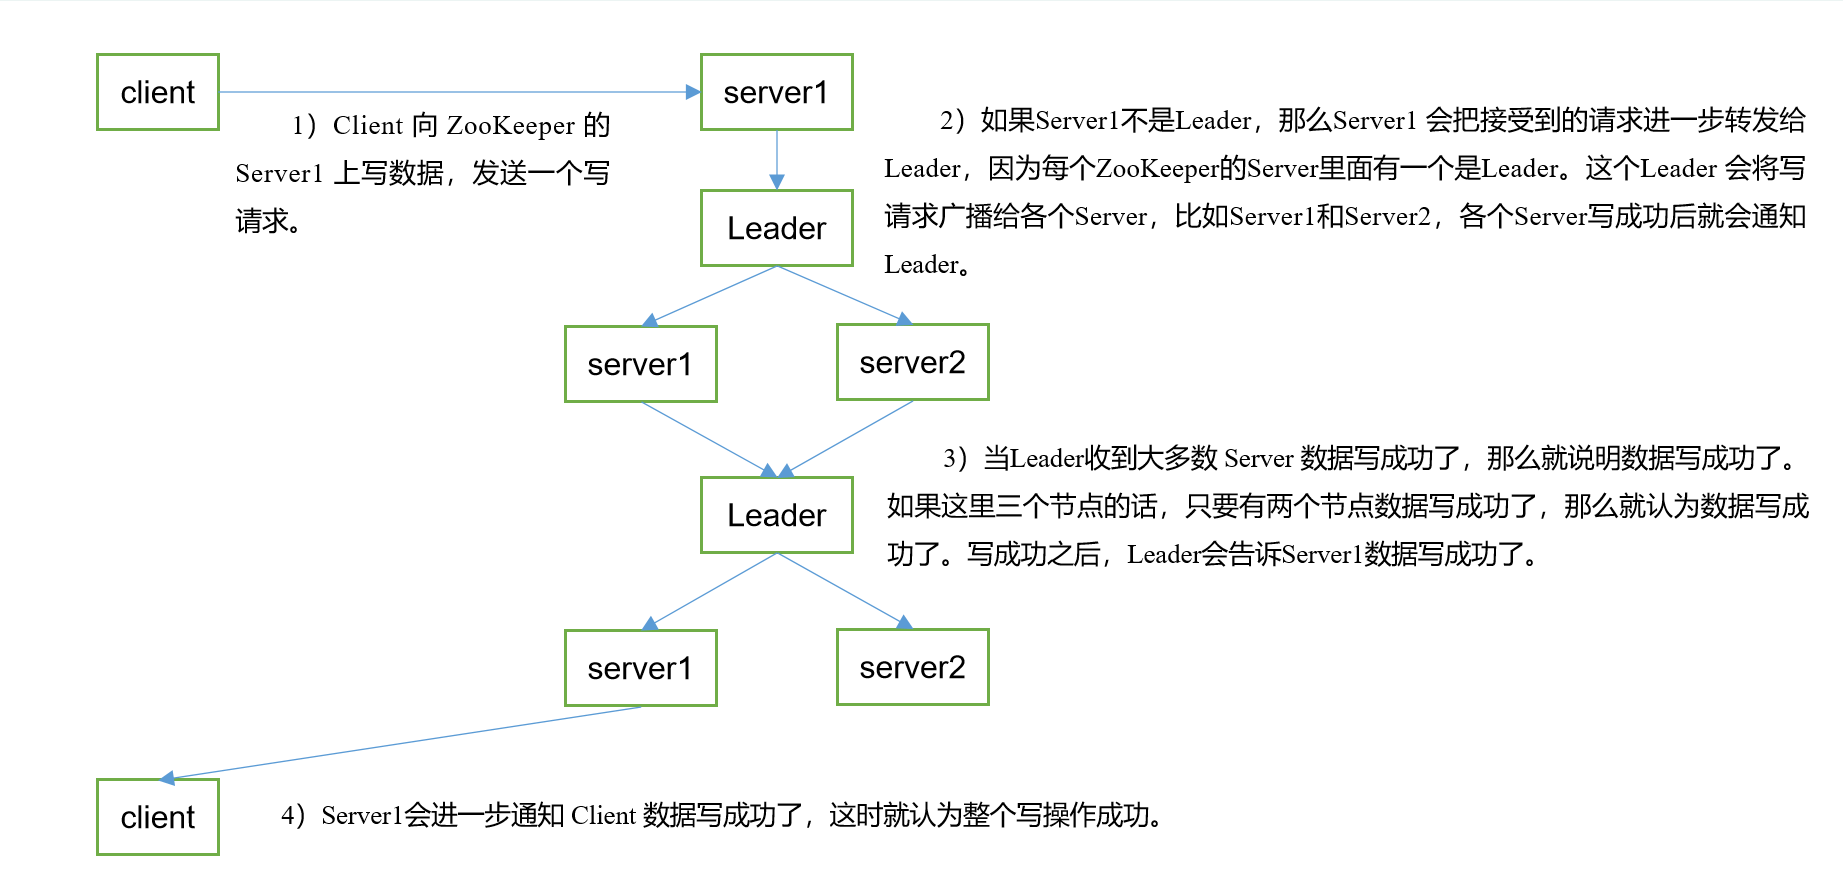 client
server1
1）Client 向 ZooKeeper 的
Server1 上写数据，发送一个写
请求。
2）如果Server1不是Leader，那么Server1 会把接受到的请求进一步转发给
Leader，因为每个ZooKeeper的Server里面有一个是Leader。这个Leader 会将写
请求广播给各个Server，比如Server1和Server2，各个Server写成功后就会通知
Leader。
Leader
server1
server2
3）当Leader收到大多数 Server 数据写成功了，那么就说明数据写成功了。
如果这里三个节点的话，只要有两个节点数据写成功了，那么就认为数据写成
功了。写成功之后，Leader会告诉Server1数据写成功了。
Leader
server1
server2
client
4）Server1会进一步通知 Client 数据写成功了，这时就认为整个写操作成功。